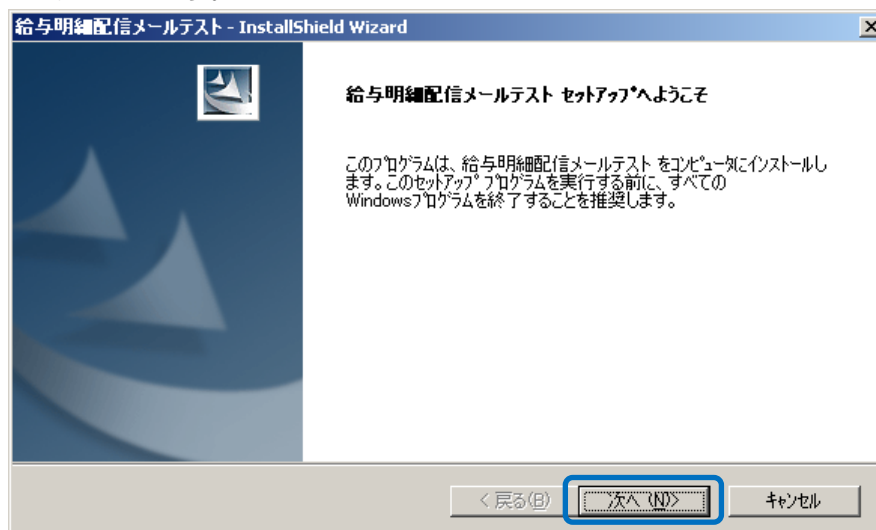 給与明細配信メールテスト - InstallShield Wizard
給与明細配信メールテスト セットアップへようこそ
このプログラムは、給与明細配信メールテスト をコンピュータにインストールし
ます。このセットアップ プログラムを実行する前に、すべての
Windowsプログラムを終了することを推奨します。
< 戻る(B)
次へ (N)>
キャンセル